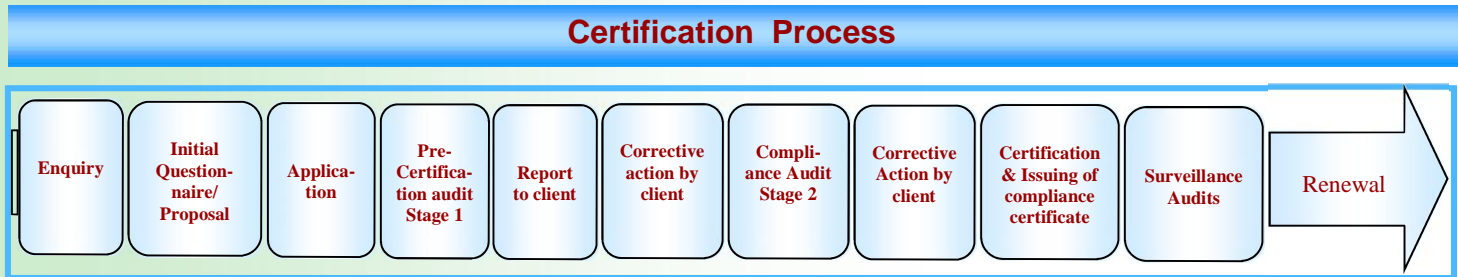 Certification Process
Enquiry
Initial
Question-
naire/
Proposal
Applica-
tion
Pre-
Certifica-
tion audit
Stage 1
Report
to client
Corrective
action by
client
Compli-
ance Audit
Stage 2
Corrective
Action by
client
Certification
& Issuing of
compliance
certificate
Surveillance
Audits
Renewal